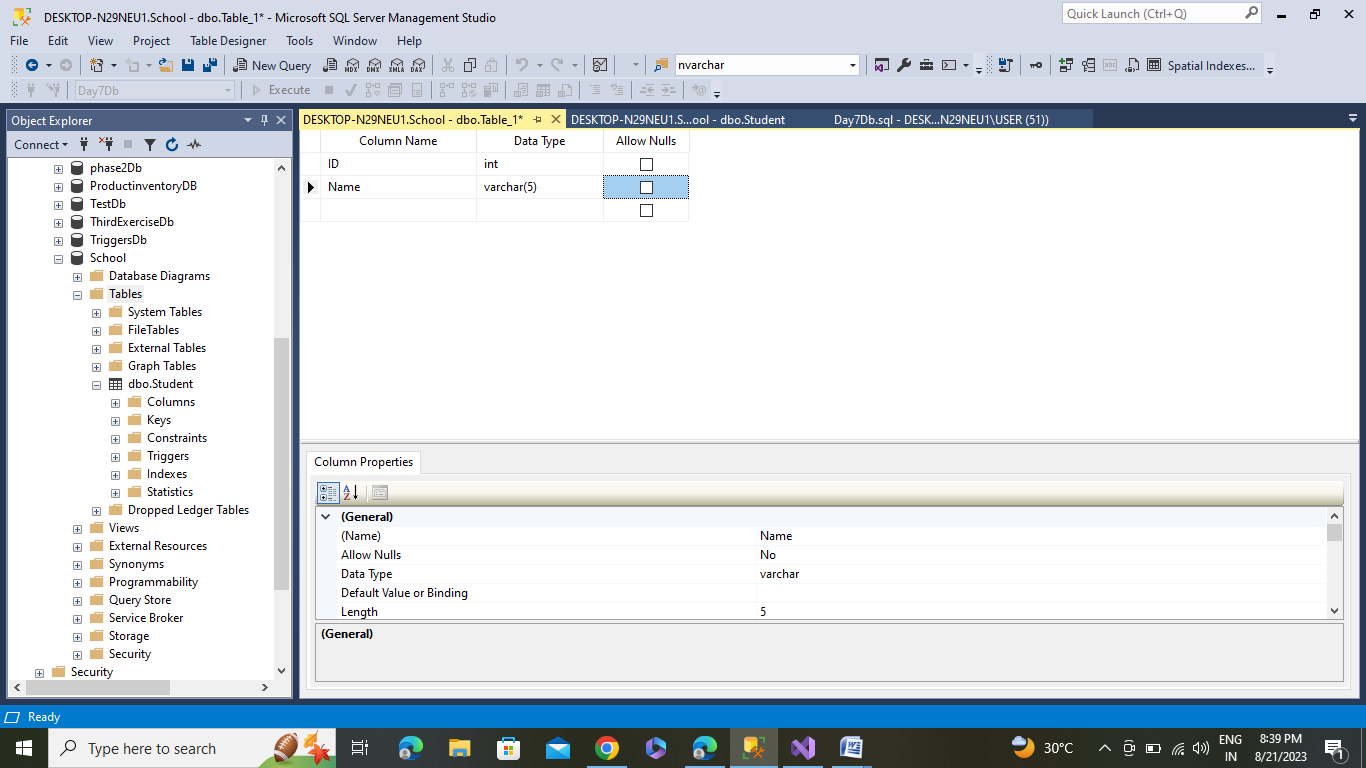 DESKTOP-N29NEU1.School - dbo.Table_1* - Microsoft SQL Server Management Studio
Quick Launch (Ctrl+Q)
File Edit View Project Table Designer Tools Window Help
New Query MDX DMX XMLA DAX nvarchar Spatial Indexes...
Day7Db Execute
Object Explorer
DESKTOP-N29NEU1.School - dbo.Table_1* DESKTOP-N29NEU1.S...ool - dbo.Student Day7Db.sql - DESK...N29NEU1\USER (51))
Connect
Column Name Data Type Allow Nulls
ID int
Name varchar(5)
phase2Db
ProductinventoryDB
TestDb
ThirdExerciseDb
TriggersDb
School
Database Diagrams
Tables
System Tables
FileTables
External Tables
Graph Tables
dbo.Student
Columns
Keys
Constraints
Triggers
Indexes
Statistics
Dropped Ledger Tables
Views
External Resources
Synonyms
Programmability
Query Store
Service Broker
Storage
Security
Security
Column Properties
(General)
(Name) Name
Allow Nulls No
Data Type varchar
Default Value or Binding
Length 5
(General)
Ready
Type here to search
30°C
ENG
IN
8:39 PM
8/21/2023
1